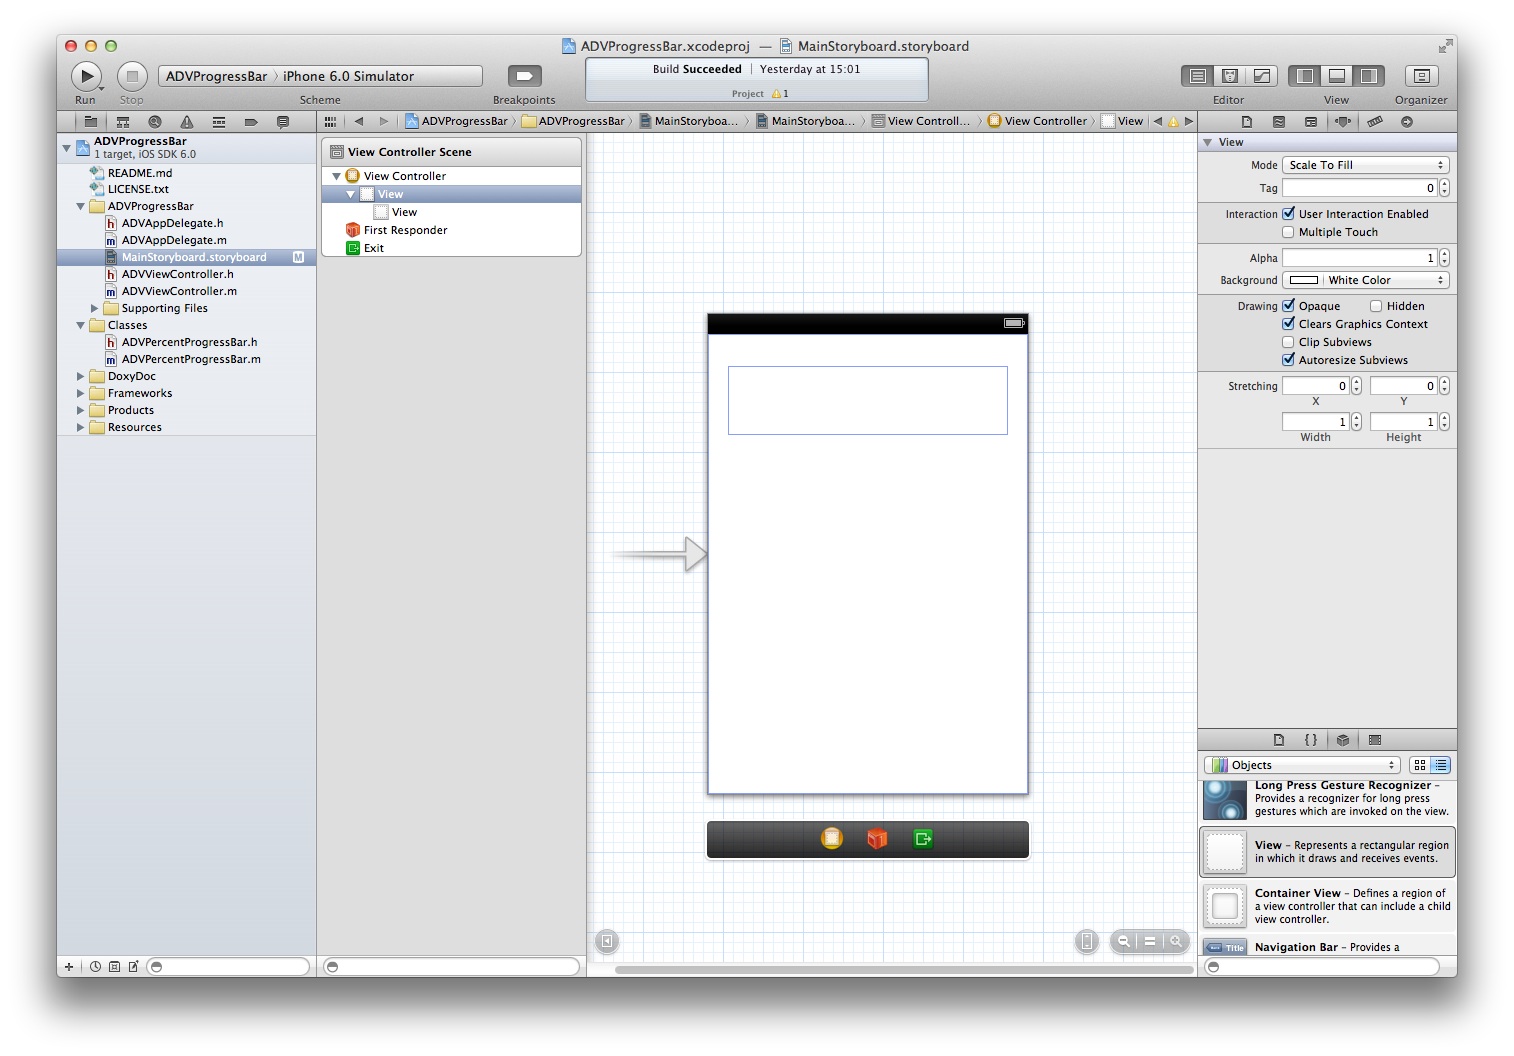 ADVProgressBar.xcodeproj — MainStoryboard.storyboard
ADVProgressBar 〉 iPhone 6.0 Simulator
Build Succeeded | Yesterday at 15:01
Project 1
Run
Stop
Scheme
Breakpoints
Editor
View
Organizer
ADVProgressBar 〉 ADVProgressBar 〉 MainStoryboa... 〉 MainStoryboa... 〉 View Controll... 〉 View Controller 〉 View
ADVProgressBar
1 target, iOS SDK 6.0
README.md
LICENSE.txt
ADVProgressBar
ADVAppDelegate.h
ADVAppDelegate.m
MainStoryboard.storyboard M
ADVViewController.h
ADVViewController.m
Supporting Files
Classes
ADVPercentProgressBar.h
ADVPercentProgressBar.m
DoxyDoc
Frameworks
Products
Resources
View Controller Scene
View Controller
View
View
First Responder
Exit
View
Mode Scale To Fill
Tag 0
Interaction User Interaction Enabled
Multiple Touch
Alpha 1
Background White Color
Drawing Opaque Hidden
Clears Graphics Context
Clip Subviews
Autoresize Subviews
Stretching 0 0
X Y
1 1
Width Height
{ }
Objects
Long Press Gesture Recognizer –
Provides a recognizer for long press
gestures which are invoked on the view.
View – Represents a rectangular region
in which it draws and receives events.
Container View – Defines a region of
a view controller that can include a child
view controller.
Title
Navigation Bar – Provides a